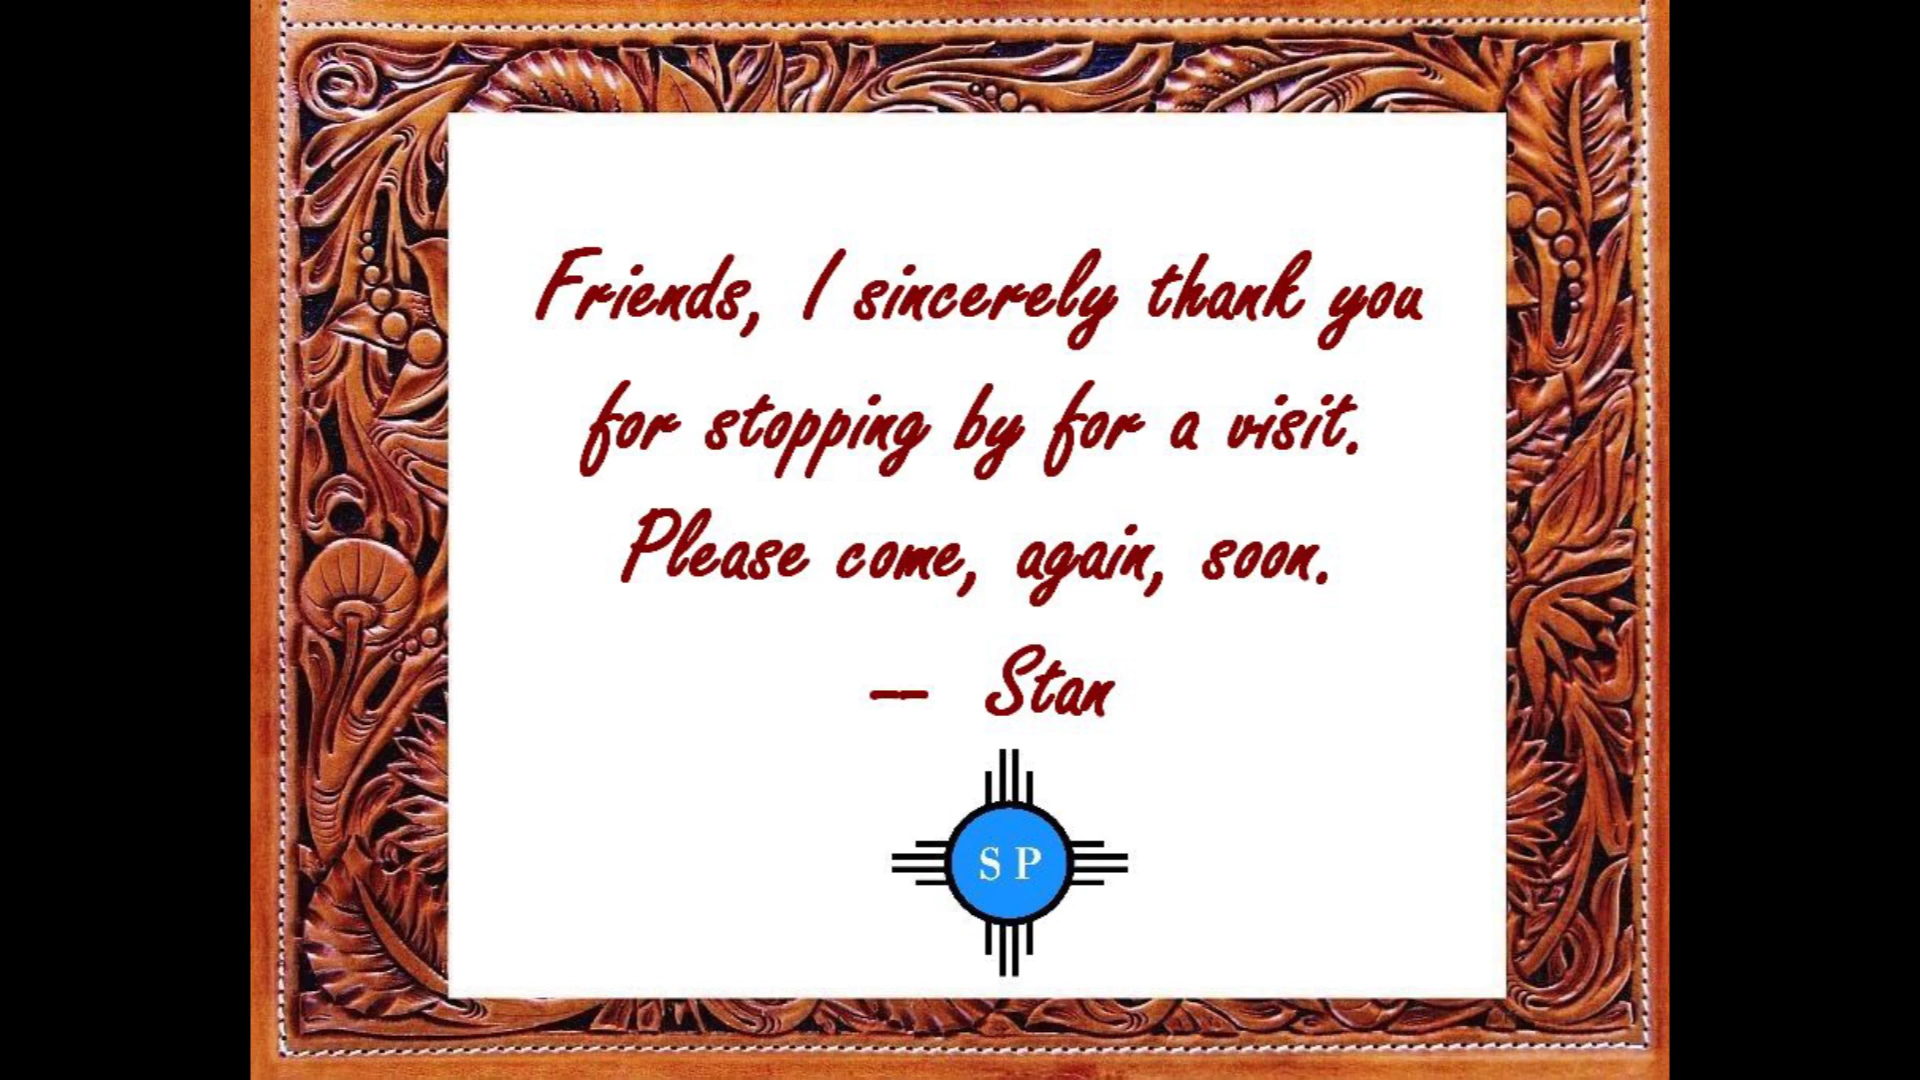 Friends, I sincerely thank you
for stopping by for a visit.
Please come, again, soon.
-- Stan
S P